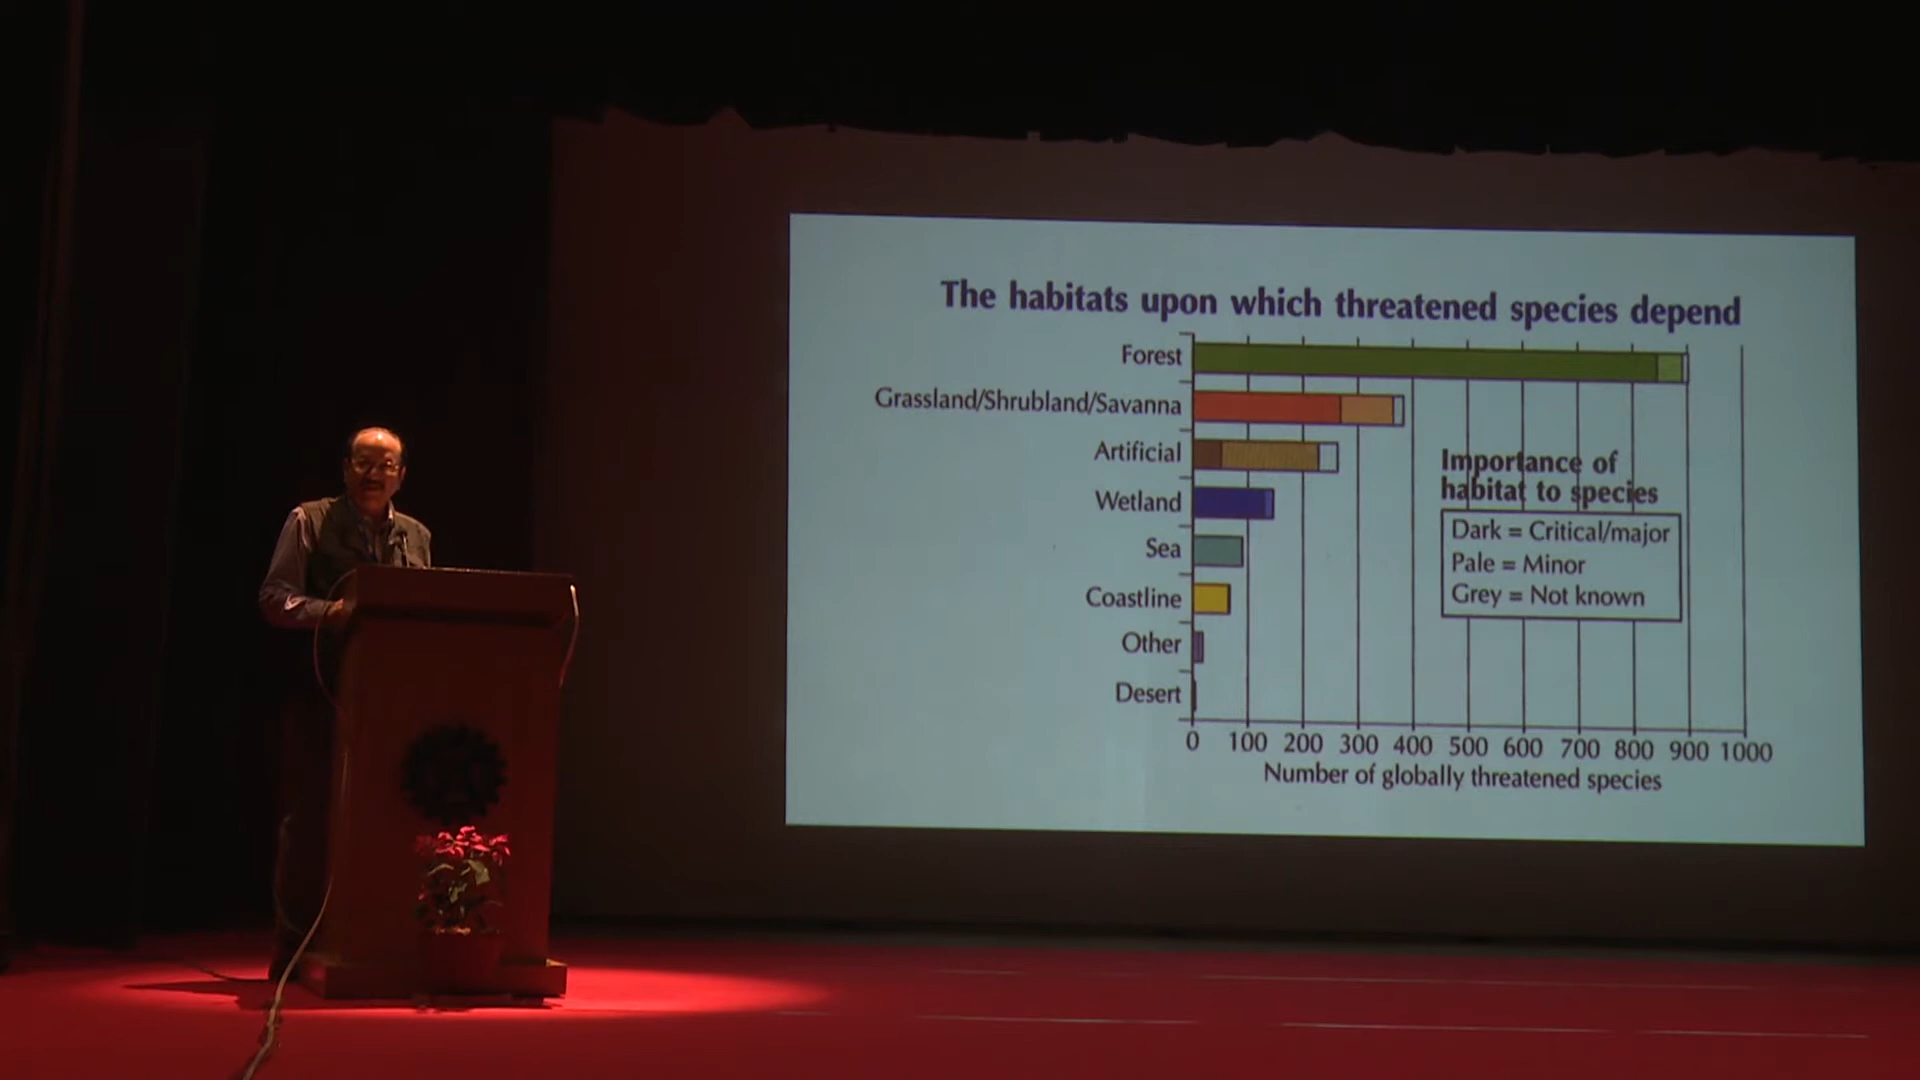 The habitats upon which threatened species depend
Forest
Grassland/Shrubland/Savanna
Artificial
Wetland
Sea
Coastline
Other
Desert
Importance of
habitat to species
Dark = Critical/major
Pale = Minor
Grey = Not known
0 100 200 300 400 500 600 700 800 900 1000
Number of globally threatened species